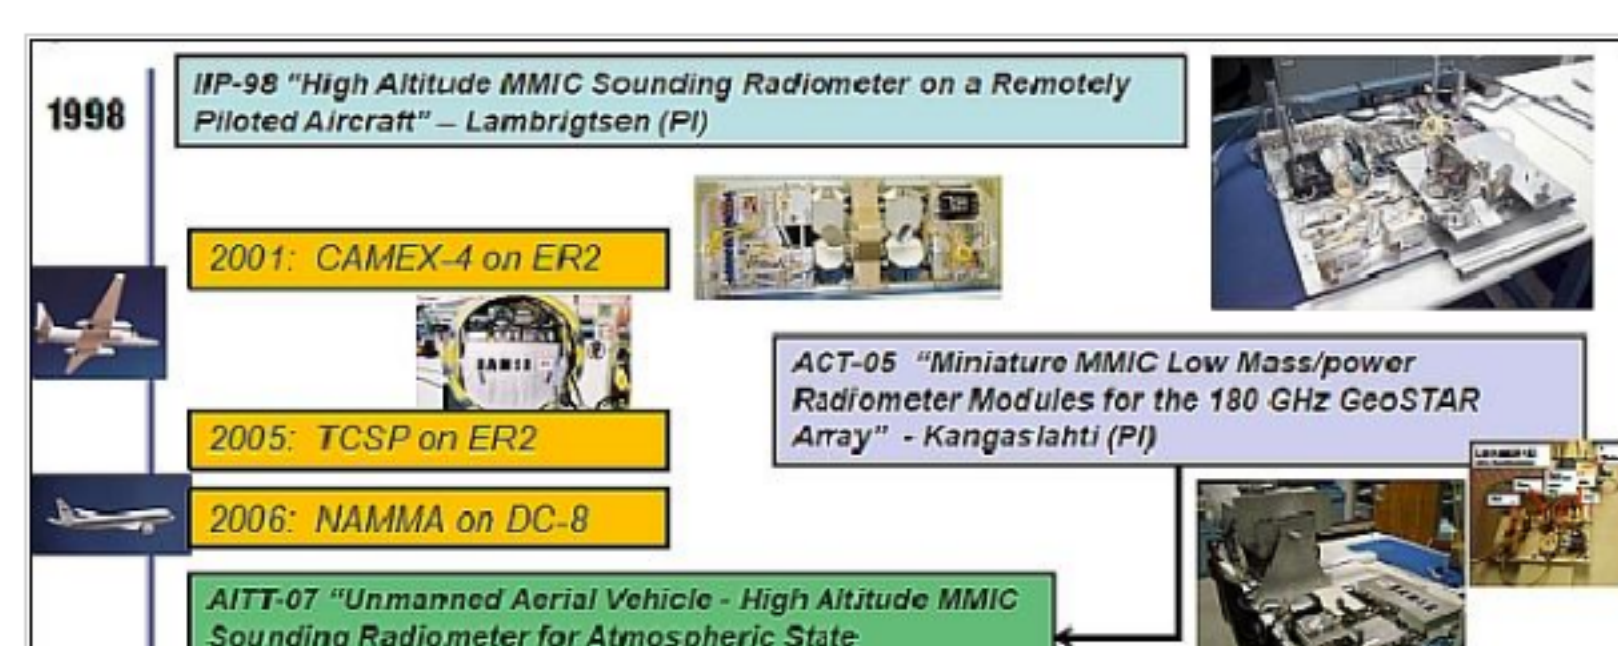 1998
IIP-98 "High Altitude MMIC Sounding Radiometer on a Remotely
Piloted Aircraft" – Lambrigtsen (PI)
2001: CAMEX-4 on ER2
HAMSR
ACT-05 "Miniature MMIC Low Mass/power
Radiometer Modules for the 180 GHz GeoSTAR
Array" - Kangaslahti (PI)
2005: TCSP on ER2
2006: NAMMA on DC-8
AITT-07 "Unmanned Aerial Vehicle - High Altitude MMIC
Sounding Radiometer for Atmospheric State
HAMSR